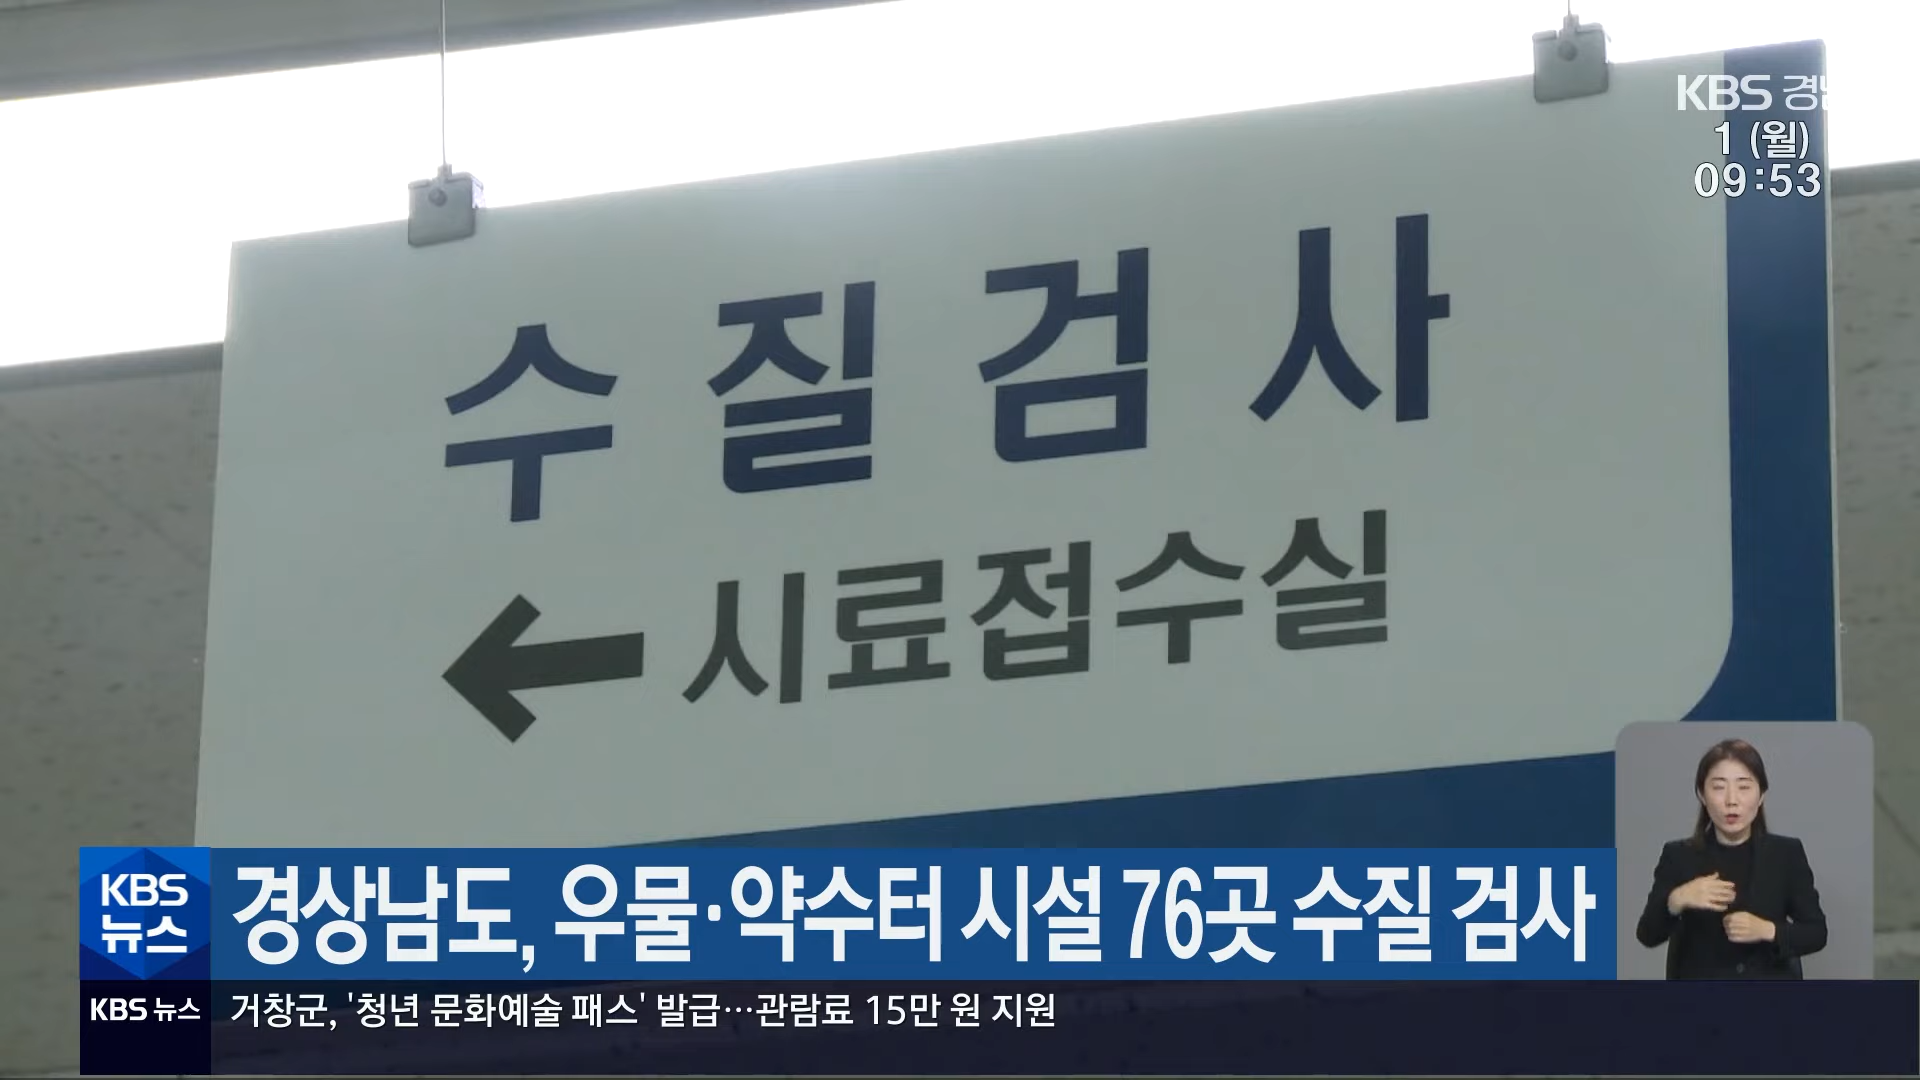 KBS 경남
1 (월)
09:53
수질검사
←시료접수실
KBS
뉴스
경상남도, 우물·약수터 시설 76곳 수질 검사
KBS 뉴스
거창군, '청년 문화예술 패스' 발급…관람료 15만 원 지원